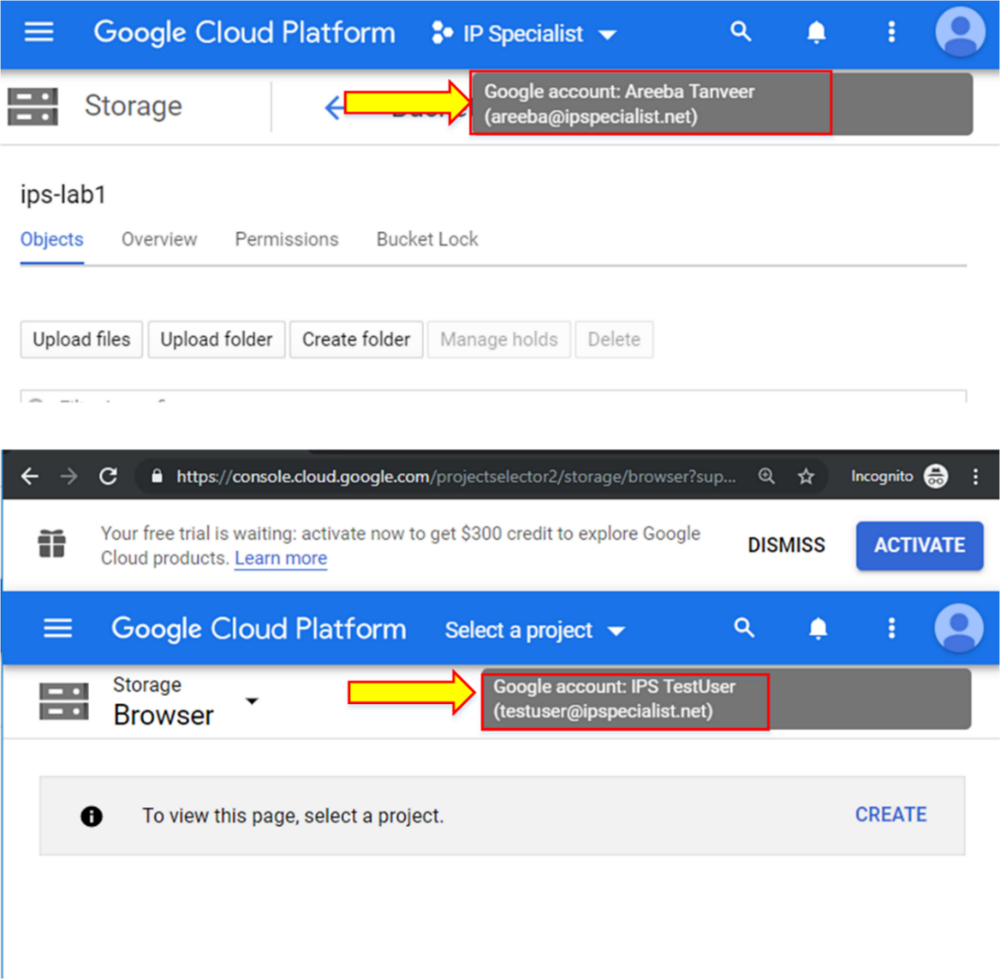 Google Cloud Platform IP Specialist
Storage
Google account: Areeba Tanveer
(areeba@ipspecialist.net)
ips-lab1
Objects Overview Permissions Bucket Lock
Upload files Upload folder Create folder Manage holds Delete
https://console.cloud.google.com/projectselector2/storage/browser?sup... Incognito
Your free trial is waiting: activate now to get $300 credit to explore Google
Cloud products. Learn more
DISMISS ACTIVATE
Google Cloud Platform Select a project
Storage
Browser
Google account: IPS TestUser
(testuser@ipspecialist.net)
To view this page, select a project. CREATE